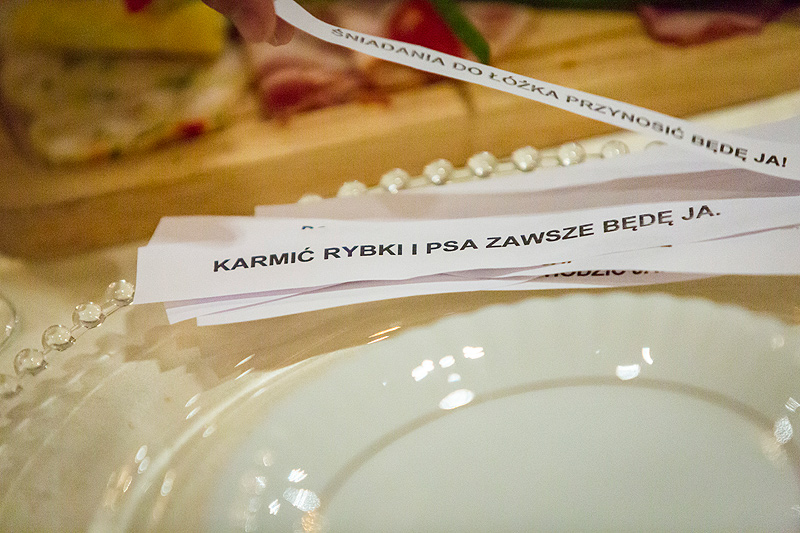 ŚNIADANIA DO ŁÓŻKA PRZYNOSIĆ BĘDĘ JA!
KARMIĆ RYBKI I PSA ZAWSZE BĘDĘ JA.